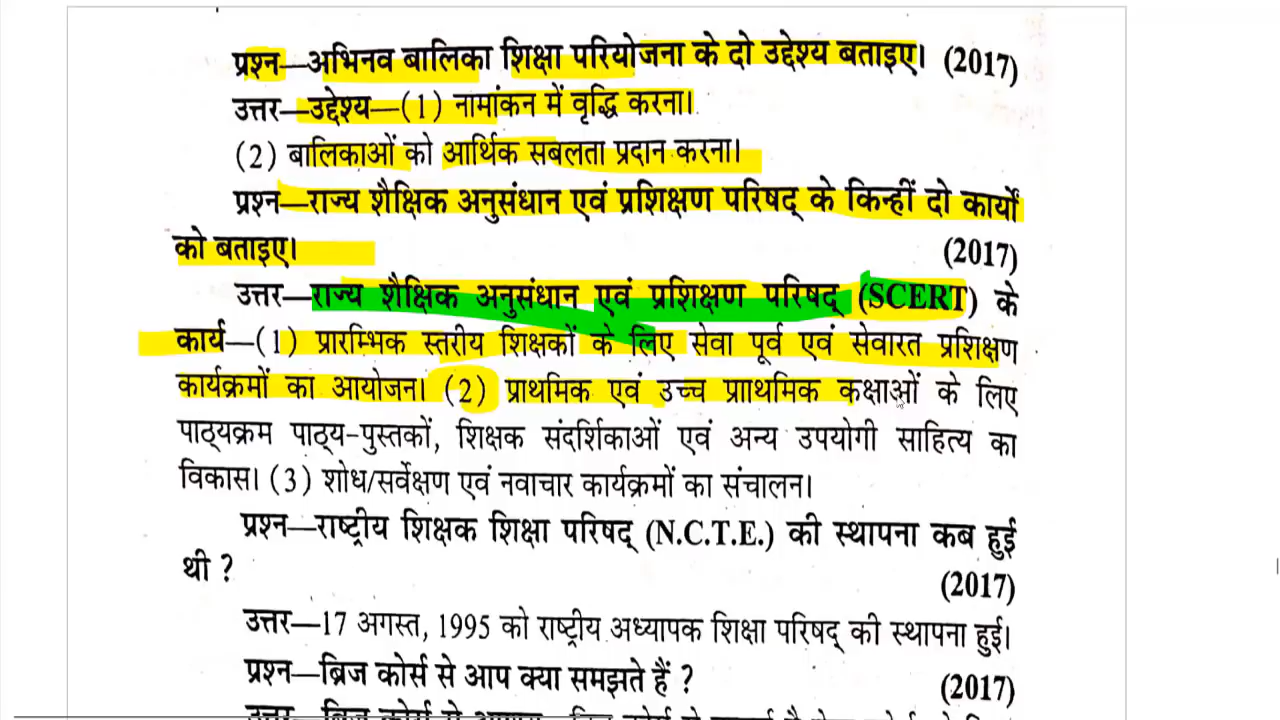 प्रश्न—अभिनव बालिका शिक्षा परियोजना के दो उद्देश्य बताइए। (2017)
उत्तर—उद्देश्य—(1) नामांकन में वृद्धि करना।
(2) बालिकाओं को आर्थिक सबलता प्रदान करना।
प्रश्न—राज्य शैक्षिक अनुसंधान एवं प्रशिक्षण परिषद् के किन्हीं दो कार्यों
को बताइए। (2017)
उत्तर—राज्य शैक्षिक अनुसंधान एवं प्रशिक्षण परिषद् (SCERT) के
कार्य—(1) प्रारम्भिक स्तरीय शिक्षकों के लिए सेवा पूर्व एवं सेवारत प्रशिक्षण
कार्यक्रमों का आयोजन। (2) प्राथमिक एवं उच्च प्रााथमिक कक्षाओं के लिए
पाठ्यक्रम पाठ्य-पुस्तकों, शिक्षक संदर्शिकाओं एवं अन्य उपयोगी साहित्य का
विकास। (3) शोध/सर्वेक्षण एवं नवाचार कार्यक्रमों का संचालन।
प्रश्न—राष्ट्रीय शिक्षक शिक्षा परिषद् (N.C.T.E.) की स्थापना कब हुई
थी ? (2017)
उत्तर—17 अगस्त, 1995 को राष्ट्रीय अध्यापक शिक्षा परिषद् की स्थापना हुई।
प्रश्न—ब्रिज कोर्स से आप क्या समझते हैं ? (2017)